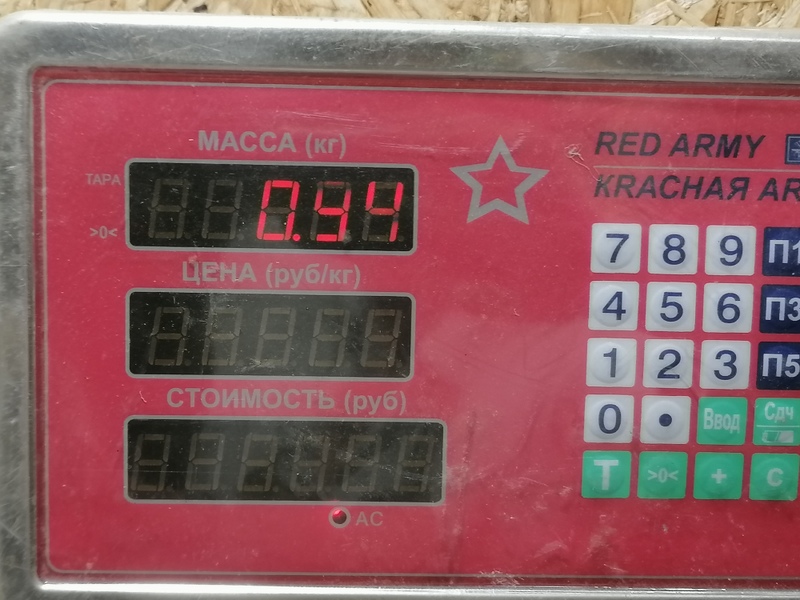 МАССА (кг)
ТАРА
>0<
0.94
ЦЕНА (руб/кг)
СТОИМОСТЬ (руб)
AC
RED ARMY
KRACHAЯ AR
7 8 9 П1
4 5 6 П3
1 2 3 П5
0 • Ввод Сдч
T >0< + C